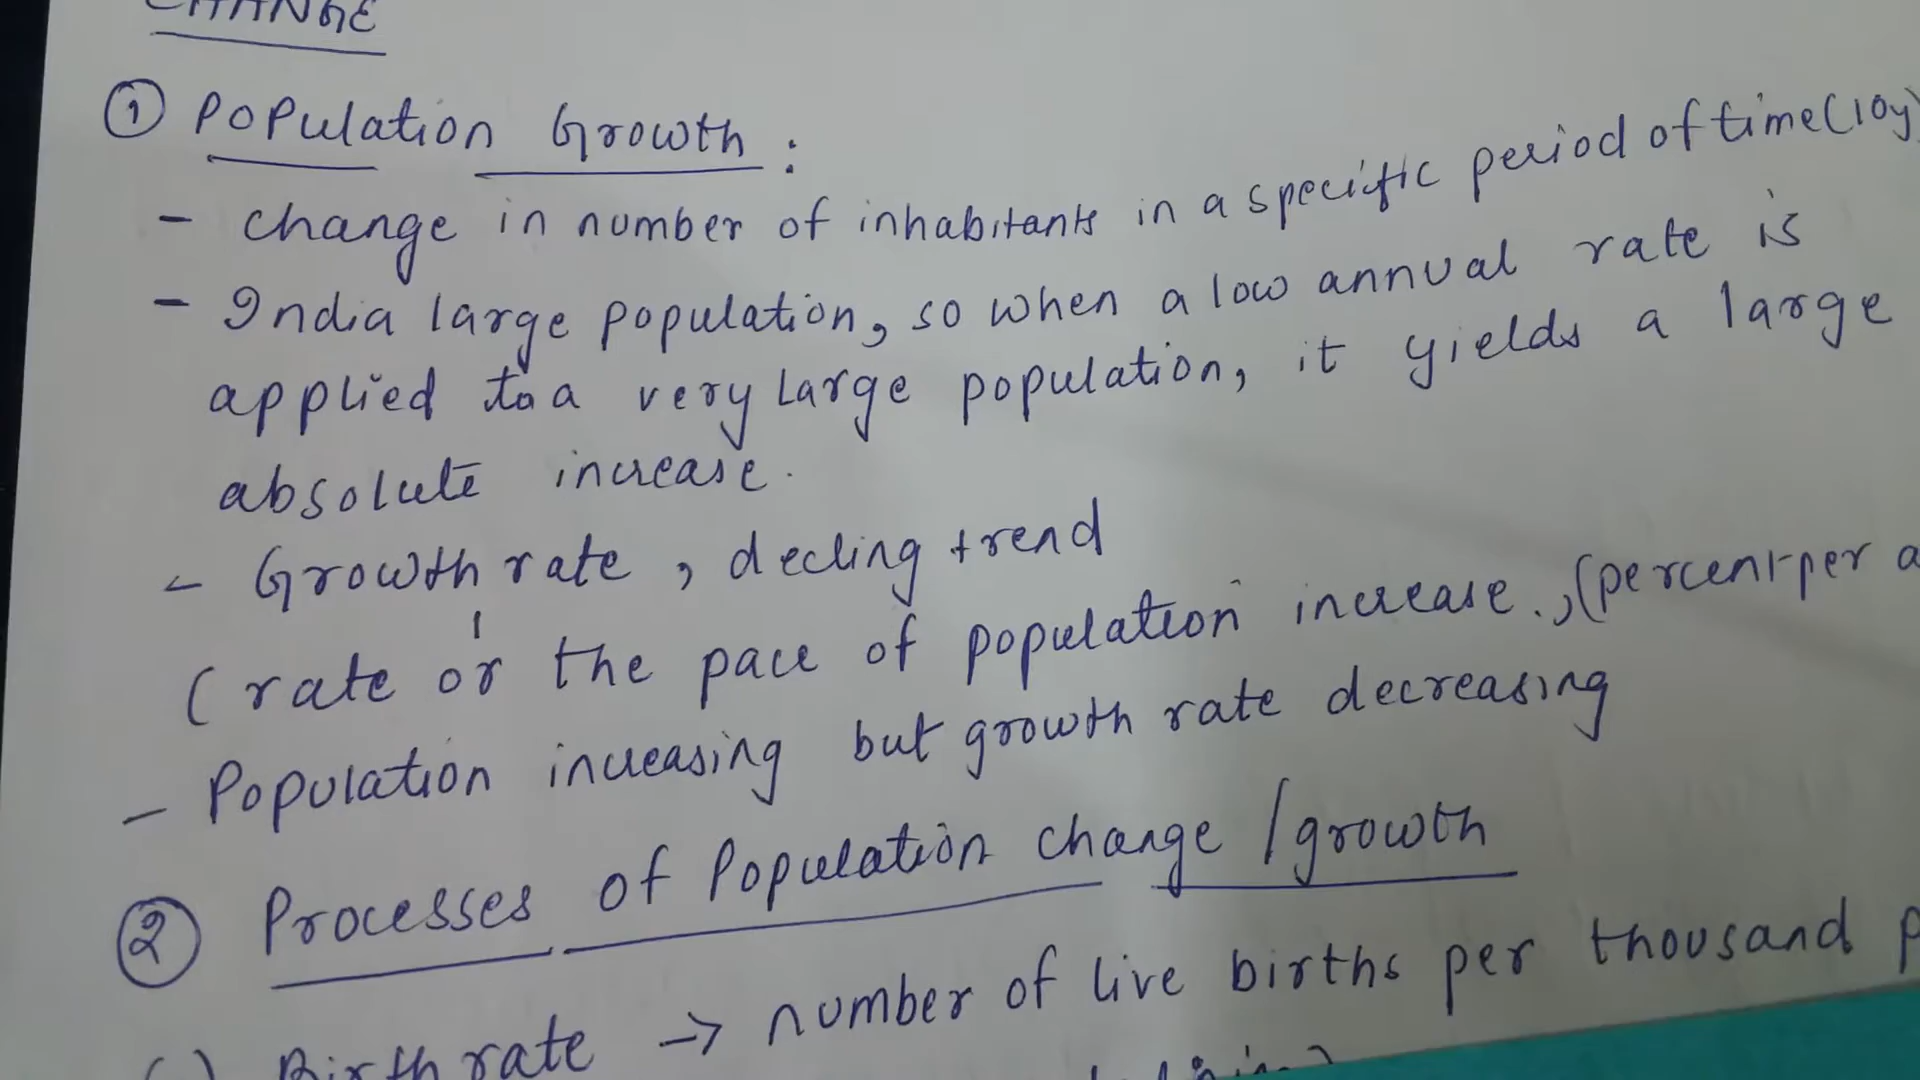 CHANGE
① Population Growth :
- change in number of inhabitants in a specific period of time (10y)
- India large population, so when a low annual rate is
applied to a very large population, it yields a large
absolute increase.
- Growth rate, decling trend
(rate or the pace of population increase., (percent per a
- Population increasing but growth rate decreasing
② Processes of Population change / growth
Birth rate → number of live births per thousand p